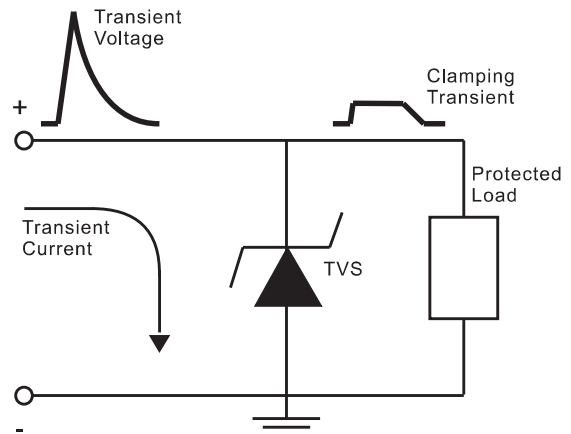 Transient
Voltage
Clamping
Transient
+
Protected
Load
Transient
Current
TVS
-